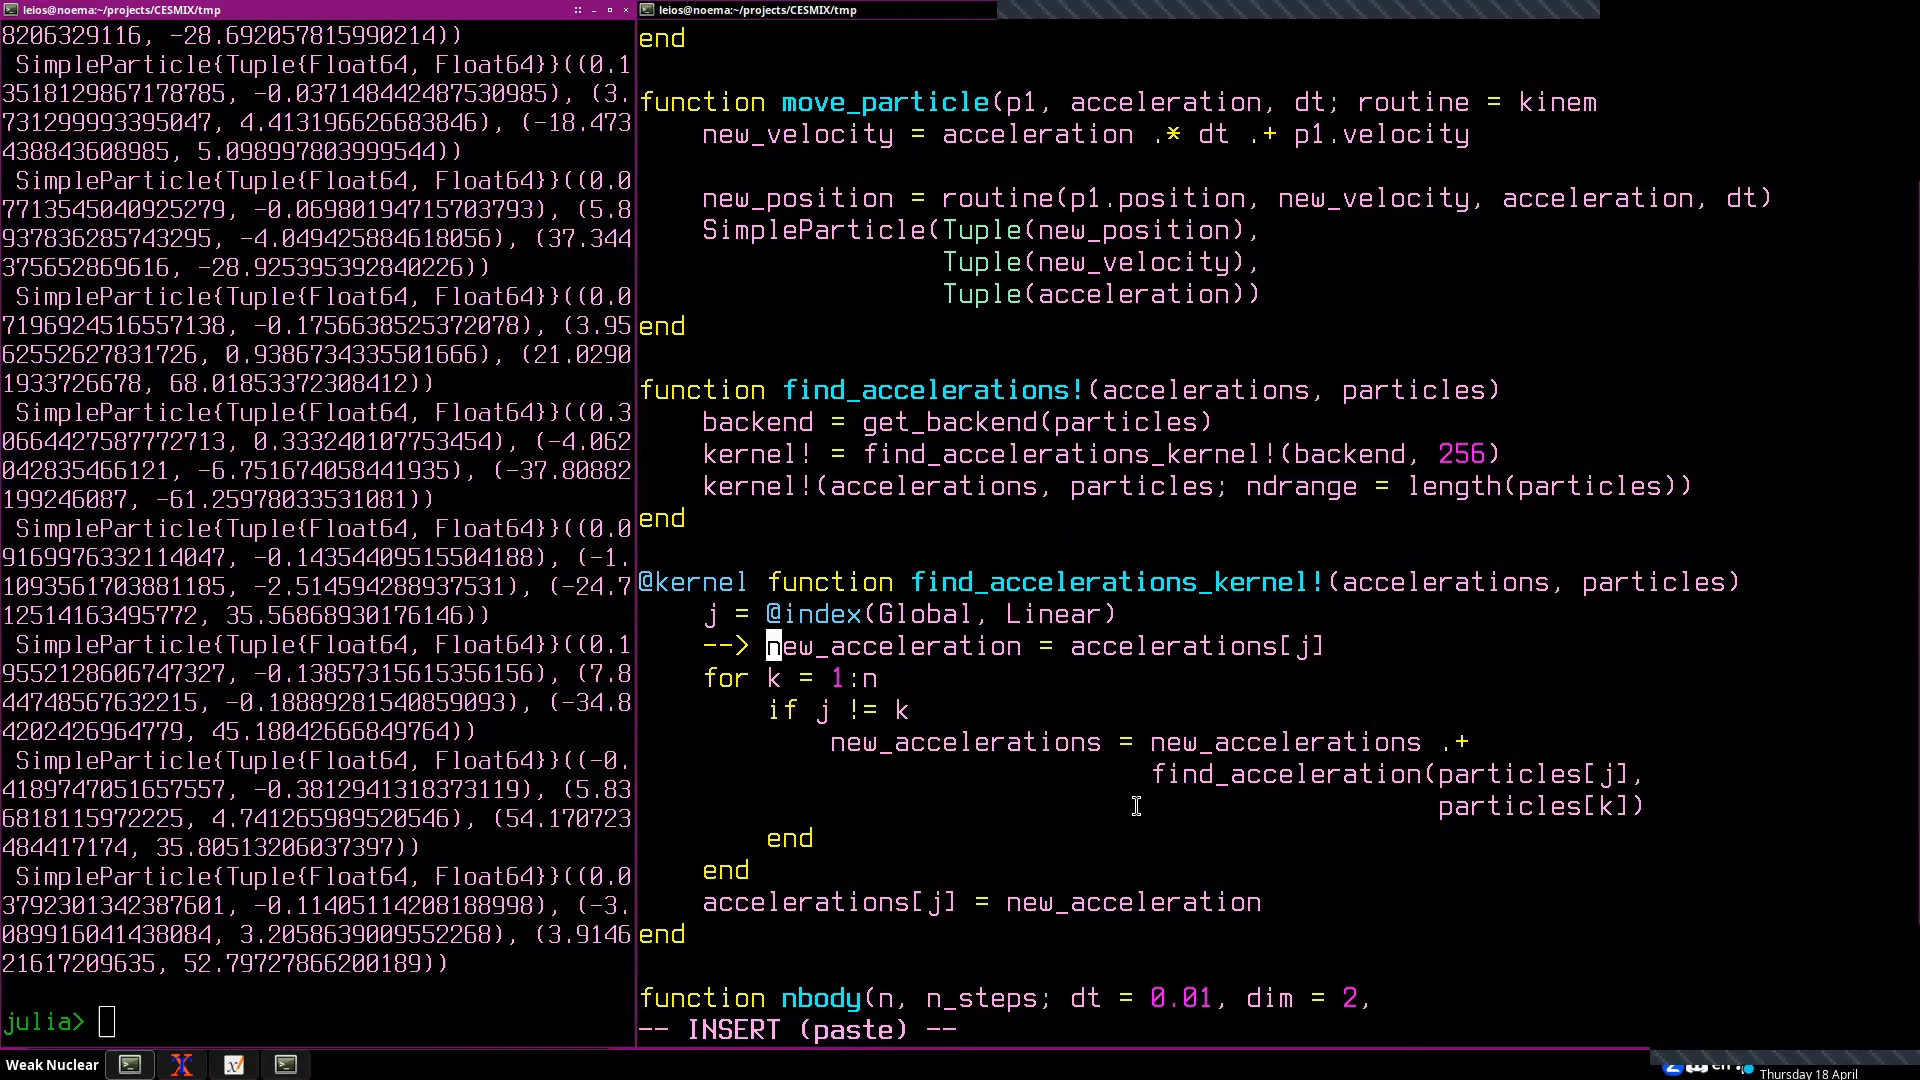 leios@noema:~/projects/CESMIX/tmp
8206329116, -28.692057815990214))
SimpleParticle{Tuple{Float64, Float64}}((0.1
3518129867178785, -0.037148442487530985), (3.
731299993395047, 4.413196626683846), (-18.473
438843608985, 5.098997803999544))
SimpleParticle{Tuple{Float64, Float64}}((0.0
7713545040925279, -0.06980194715703793), (5.8
937836285743295, -4.049425884618056), (37.344
375652869616, -28.925395392840226))
SimpleParticle{Tuple{Float64, Float64}}((0.0
7196924516557138, -0.1756638525372078), (3.95
62552627831726, 0.9386734335501666), (21.0290
1933726678, 68.01853372308412))
SimpleParticle{Tuple{Float64, Float64}}((0.3
0664427587772713, 0.333240107753454), (-4.062
042835466121, -6.751674058441935), (-37.80882
199246087, -61.25978033531081))
SimpleParticle{Tuple{Float64, Float64}}((0.0
9169976332114047, -0.14354409515504188), (-1.
1093561703881185, -2.514594288937531), (-24.7
12514163495772, 35.56868930176146))
SimpleParticle{Tuple{Float64, Float64}}((0.1
9552128606747327, -0.138573151615356156), (7.8
44748567632215, -0.18889281540859093), (-34.8
4202426964779, 45.18042666849764))
SimpleParticle{Tuple{Float64, Float64}}((-0.
4189747051657557, -0.3812941318373119), (5.83
6818115972225, 4.741265989520546), (54.170723
484417174, 35.80513206037397))
SimpleParticle{Tuple{Float64, Float64}}((0.0
3792301342387601, -0.11405114208188998), (-3.
089916041438084, 3.2058639009552268), (3.9146
21617209635, 52.79727866200189))
julia>
leios@noema:~/projects/CESMIX/tmp
end
function move_particle(p1, acceleration, dt; routine = kinem
new_velocity = acceleration .* dt .+ p1.velocity
new_position = routine(p1.position, new_velocity, acceleration, dt)
SimpleParticle(Tuple(new_position),
Tuple(new_velocity),
Tuple(acceleration))
end
function find_accelerations!(accelerations, particles)
backend = get_backend(particles)
kernel! = find_accelerations_kernel!(backend, 256)
kernel!(accelerations, particles; ndrange = length(particles))
end
@kernel function find_accelerations_kernel!(accelerations, particles)
j = @index(Global, Linear)
--> new_acceleration = accelerations[j]
for k = 1:n
if j != k
new_accelerations = new_accelerations .+
find_acceleration(particles[j],
particles[k])
end
end
accelerations[j] = new_acceleration
end
function nbody(n, n_steps; dt = 0.01, dim = 2,
-- INSERT (paste) --
Weak Nuclear
Thursday 18 April